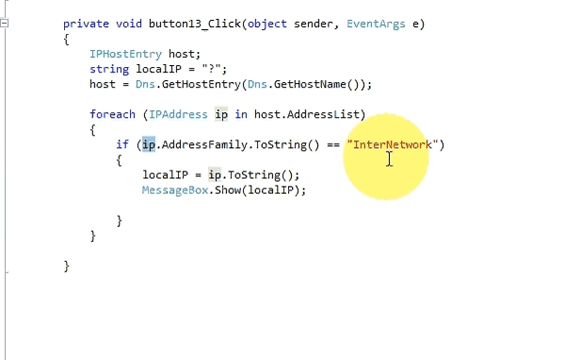 private void button13_Click(object sender, EventArgs e)
{
IPHostEntry host;
string localIP = "?";
host = Dns.GetHostEntry(Dns.GetHostName());
foreach (IPAddress ip in host.AddressList)
{
if (ip.AddressFamily.ToString() == "InterNetwork")
{
localIP = ip.ToString();
MessageBox.Show(localIP);
}
}
}